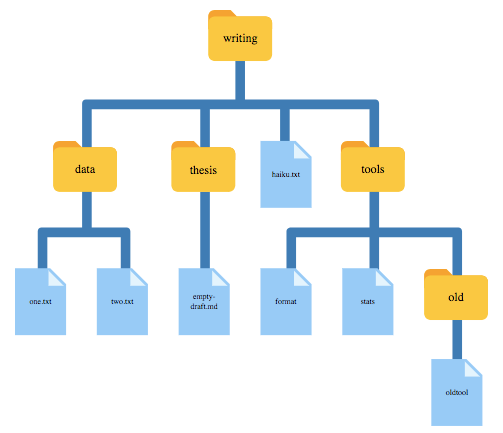 writing
data
thesis
haiku.txt
tools
one.txt
two.txt
empty-
draft.md
format
stats
old
oldtool